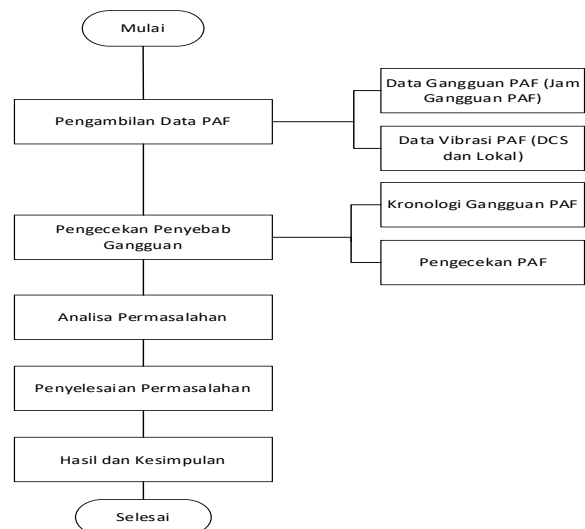 Mulai
Pengambilan Data PAF
Data Gangguan PAF (Jam
Gangguan PAF)
Data Vibrasi PAF (DCS
dan Lokal)
Pengecekan Penyebab
Gangguan
Kronologi Gangguan PAF
Pengecekan PAF
Analisa Permasalahan
Penyelesaian Permasalahan
Hasil dan Kesimpulan
Selesai